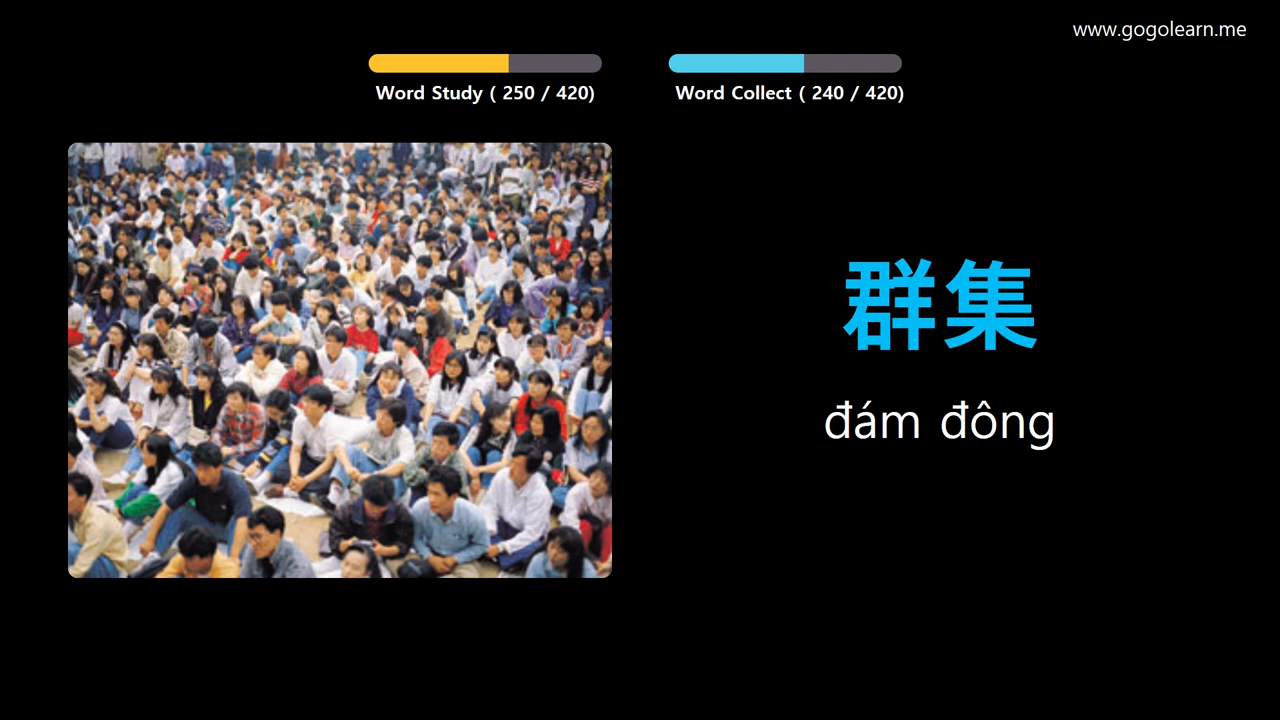 www.gogolearn.me
Word Study ( 250 / 420)
Word Collect ( 240 / 420)
群集
đám đông